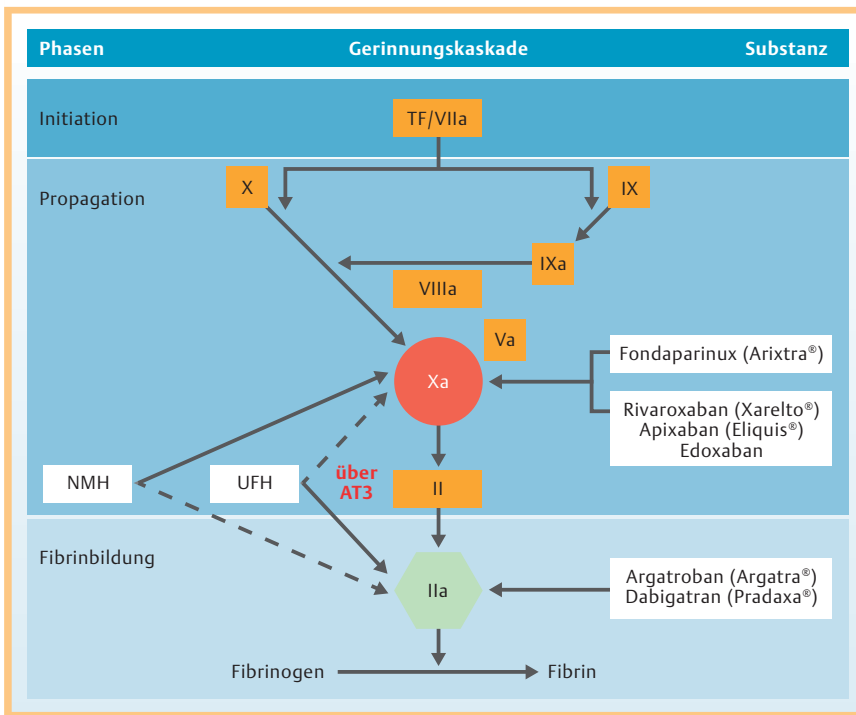 Phasen Gerinnungskaskade Substanz
Initiation
TF/VIIa
Propagation
X
IX
IXa
VIIIa
Va
Xa
Fondaparinux (Arixtra®)
Rivaroxaban (Xarelto®)
Apixaban (Eliquis®)
Edoxaban
NMH
UFH
über
AT3
II
Fibrinbildung
IIa
Argatroban (Argatra®)
Dabigatran (Pradaxa®)
Fibrinogen
Fibrin